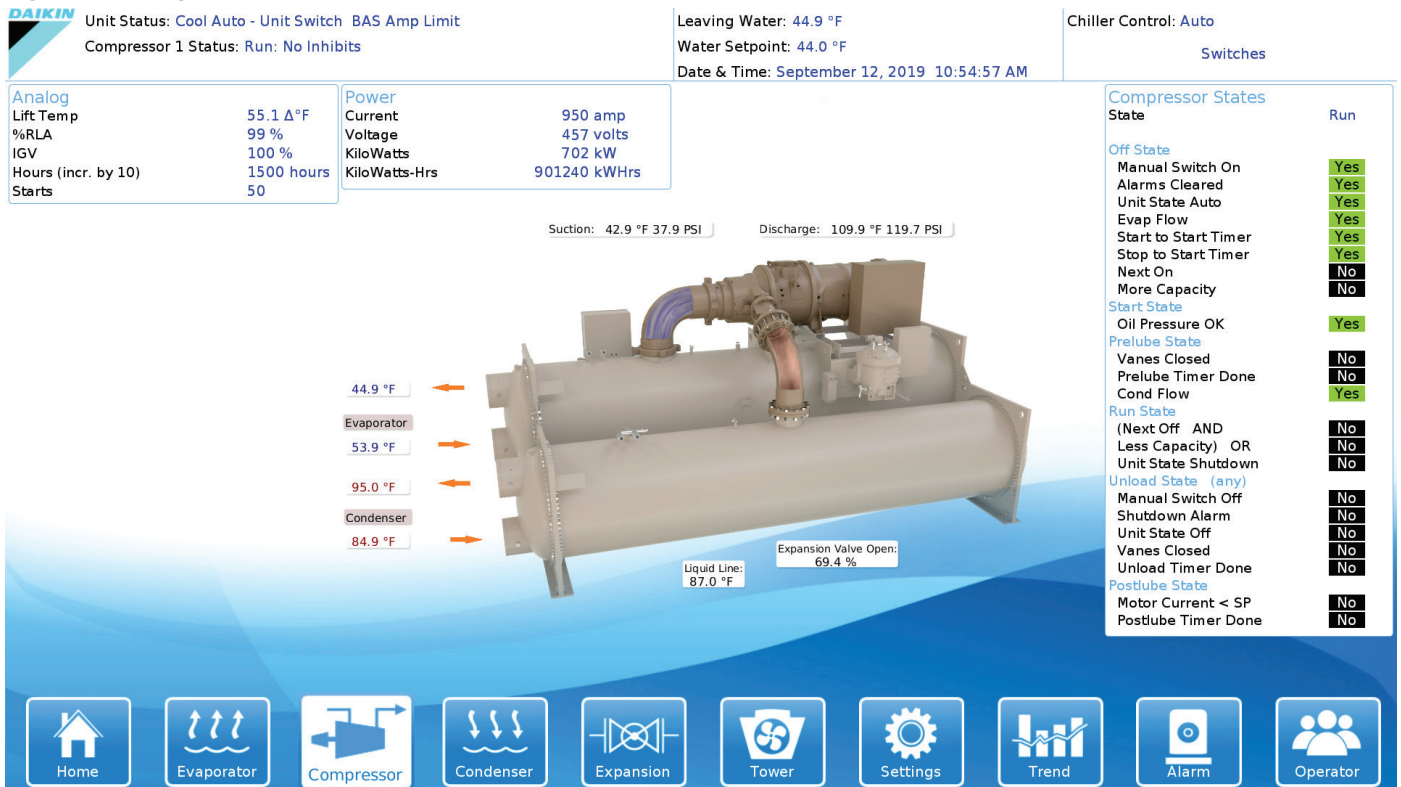 DAIKIN
Unit Status: Cool Auto - Unit Switch  BAS Amp Limit
Compressor 1 Status: Run: No Inhibits
Leaving Water: 44.9 °F
Water Setpoint: 44.0 °F
Date & Time: September 12, 2019  10:54:57 AM
Chiller Control: Auto
Switches
Analog
Lift Temp 55.1 Δ°F
%RLA 99 %
IGV 100 %
Hours (incr. by 10) 1500 hours
Starts 50
Power
Current 950 amp
Voltage 457 volts
KiloWatts 702 kW
KiloWatts-Hrs 901240 kWHrs
Suction: 42.9 °F 37.9 PSI
Discharge: 109.9 °F 119.7 PSI
44.9 °F
Evaporator
53.9 °F
95.0 °F
Condenser
84.9 °F
Liquid Line:
87.0 °F
Expansion Valve Open:
69.4 %
Compressor States
State Run
Off State
Manual Switch On Yes
Alarms Cleared Yes
Unit State Auto Yes
Evap Flow Yes
Start to Start Timer Yes
Stop to Start Timer Yes
Next On No
More Capacity No
Start State
Oil Pressure OK Yes
Prelube State
Vanes Closed No
Prelube Timer Done No
Cond Flow Yes
Run State
(Next Off  AND No
Less Capacity)  OR No
Unit State Shutdown No
Unload State  (any)
Manual Switch Off No
Shutdown Alarm No
Unit State Off No
Vanes Closed No
Unload Timer Done No
Postlube State
Motor Current < SP No
Postlube Timer Done No
Home
Evaporator
Compressor
Condenser
Expansion
Tower
Settings
Trend
Alarm
Operator